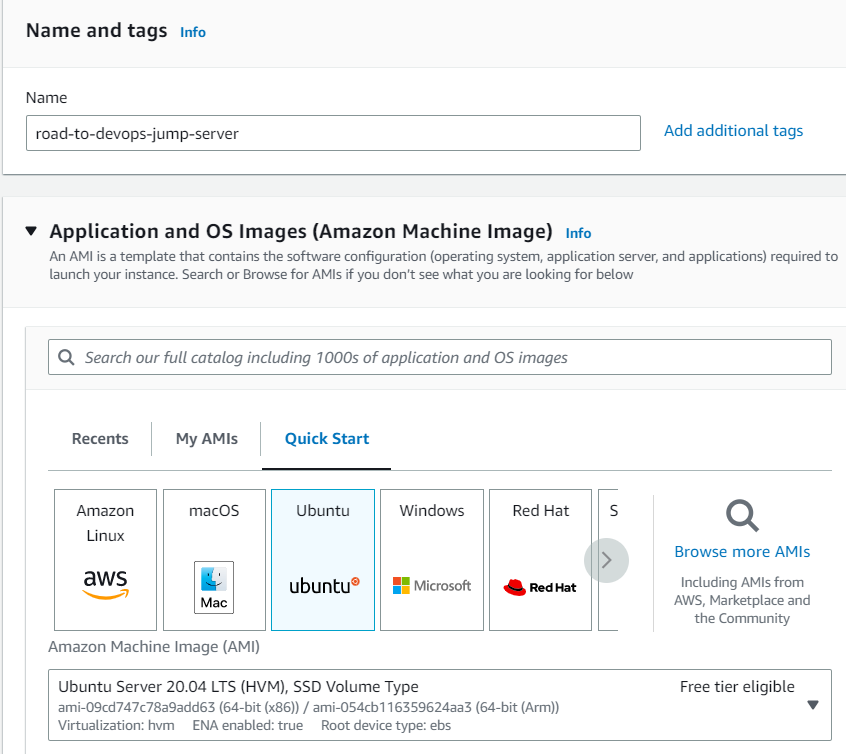 Name and tags Info
Name
road-to-devops-jump-server
Add additional tags
Application and OS Images (Amazon Machine Image) Info
An AMI is a template that contains the software configuration (operating system, application server, and applications) required to
launch your instance. Search or Browse for AMIs if you don't see what you are looking for below
Search our full catalog including 1000s of application and OS images
Recents
My AMIs
Quick Start
Amazon
Linux
aws
macOS
Mac
Ubuntu
ubuntu
Windows
Microsoft
Red Hat
Red Hat
S
Browse more AMIs
Including AMIs from
AWS, Marketplace and
the Community
Amazon Machine Image (AMI)
Ubuntu Server 20.04 LTS (HVM), SSD Volume Type
Free tier eligible
ami-09cd747c78a9add63 (64-bit (x86)) / ami-054cb116359624aa3 (64-bit (Arm))
Virtualization: hvm ENA enabled: true Root device type: ebs